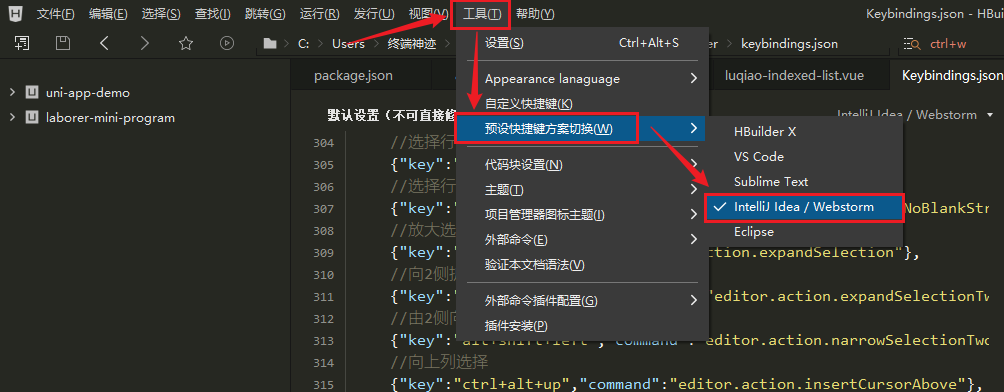 H 文件(F) 编辑(E) 选择(S) 查找(I) 跳转(G) 运行(R) 发行(U) 视图(V) 工具(T) 帮助(Y) Keybindings.json - HBui
C: Users 终端神迹 er keybindings.json ctrl+w
设置(S) Ctrl+Alt+S
package.json luqiao-indexed-list.vue Keybindings.json
Appearance lanaguage
uni-app-demo
自定义快捷键(K)
laborer-mini-program
默认设置（不可直接修 IntelliJ Idea / Webstorm
预设快捷键方案切换(W)
HBuilder X
VS Code
Sublime Text
IntelliJ Idea / Webstorm
Eclipse
代码块设置(N)
主题(T)
项目管理器图标主题(I)
外部命令(E)
验证本文档语法(V)
外部命令插件配置(G)
插件安装(P)
304 //选择行
305 {"key":"
306 //选择行
307 {"key":" NoBlankStr
308 //放大选
309 {"key":" ction.expandSelection"},
310 //向2侧扩
311 {"key":" "editor.action.expandSelectionTw
312 //由2侧向
313 {"key":"alt+shift+left","command":"editor.action.narrowSelectionTwo
314 //向上列选择
315 {"key":"ctrl+alt+up","command":"editor.action.insertCursorAbove"},